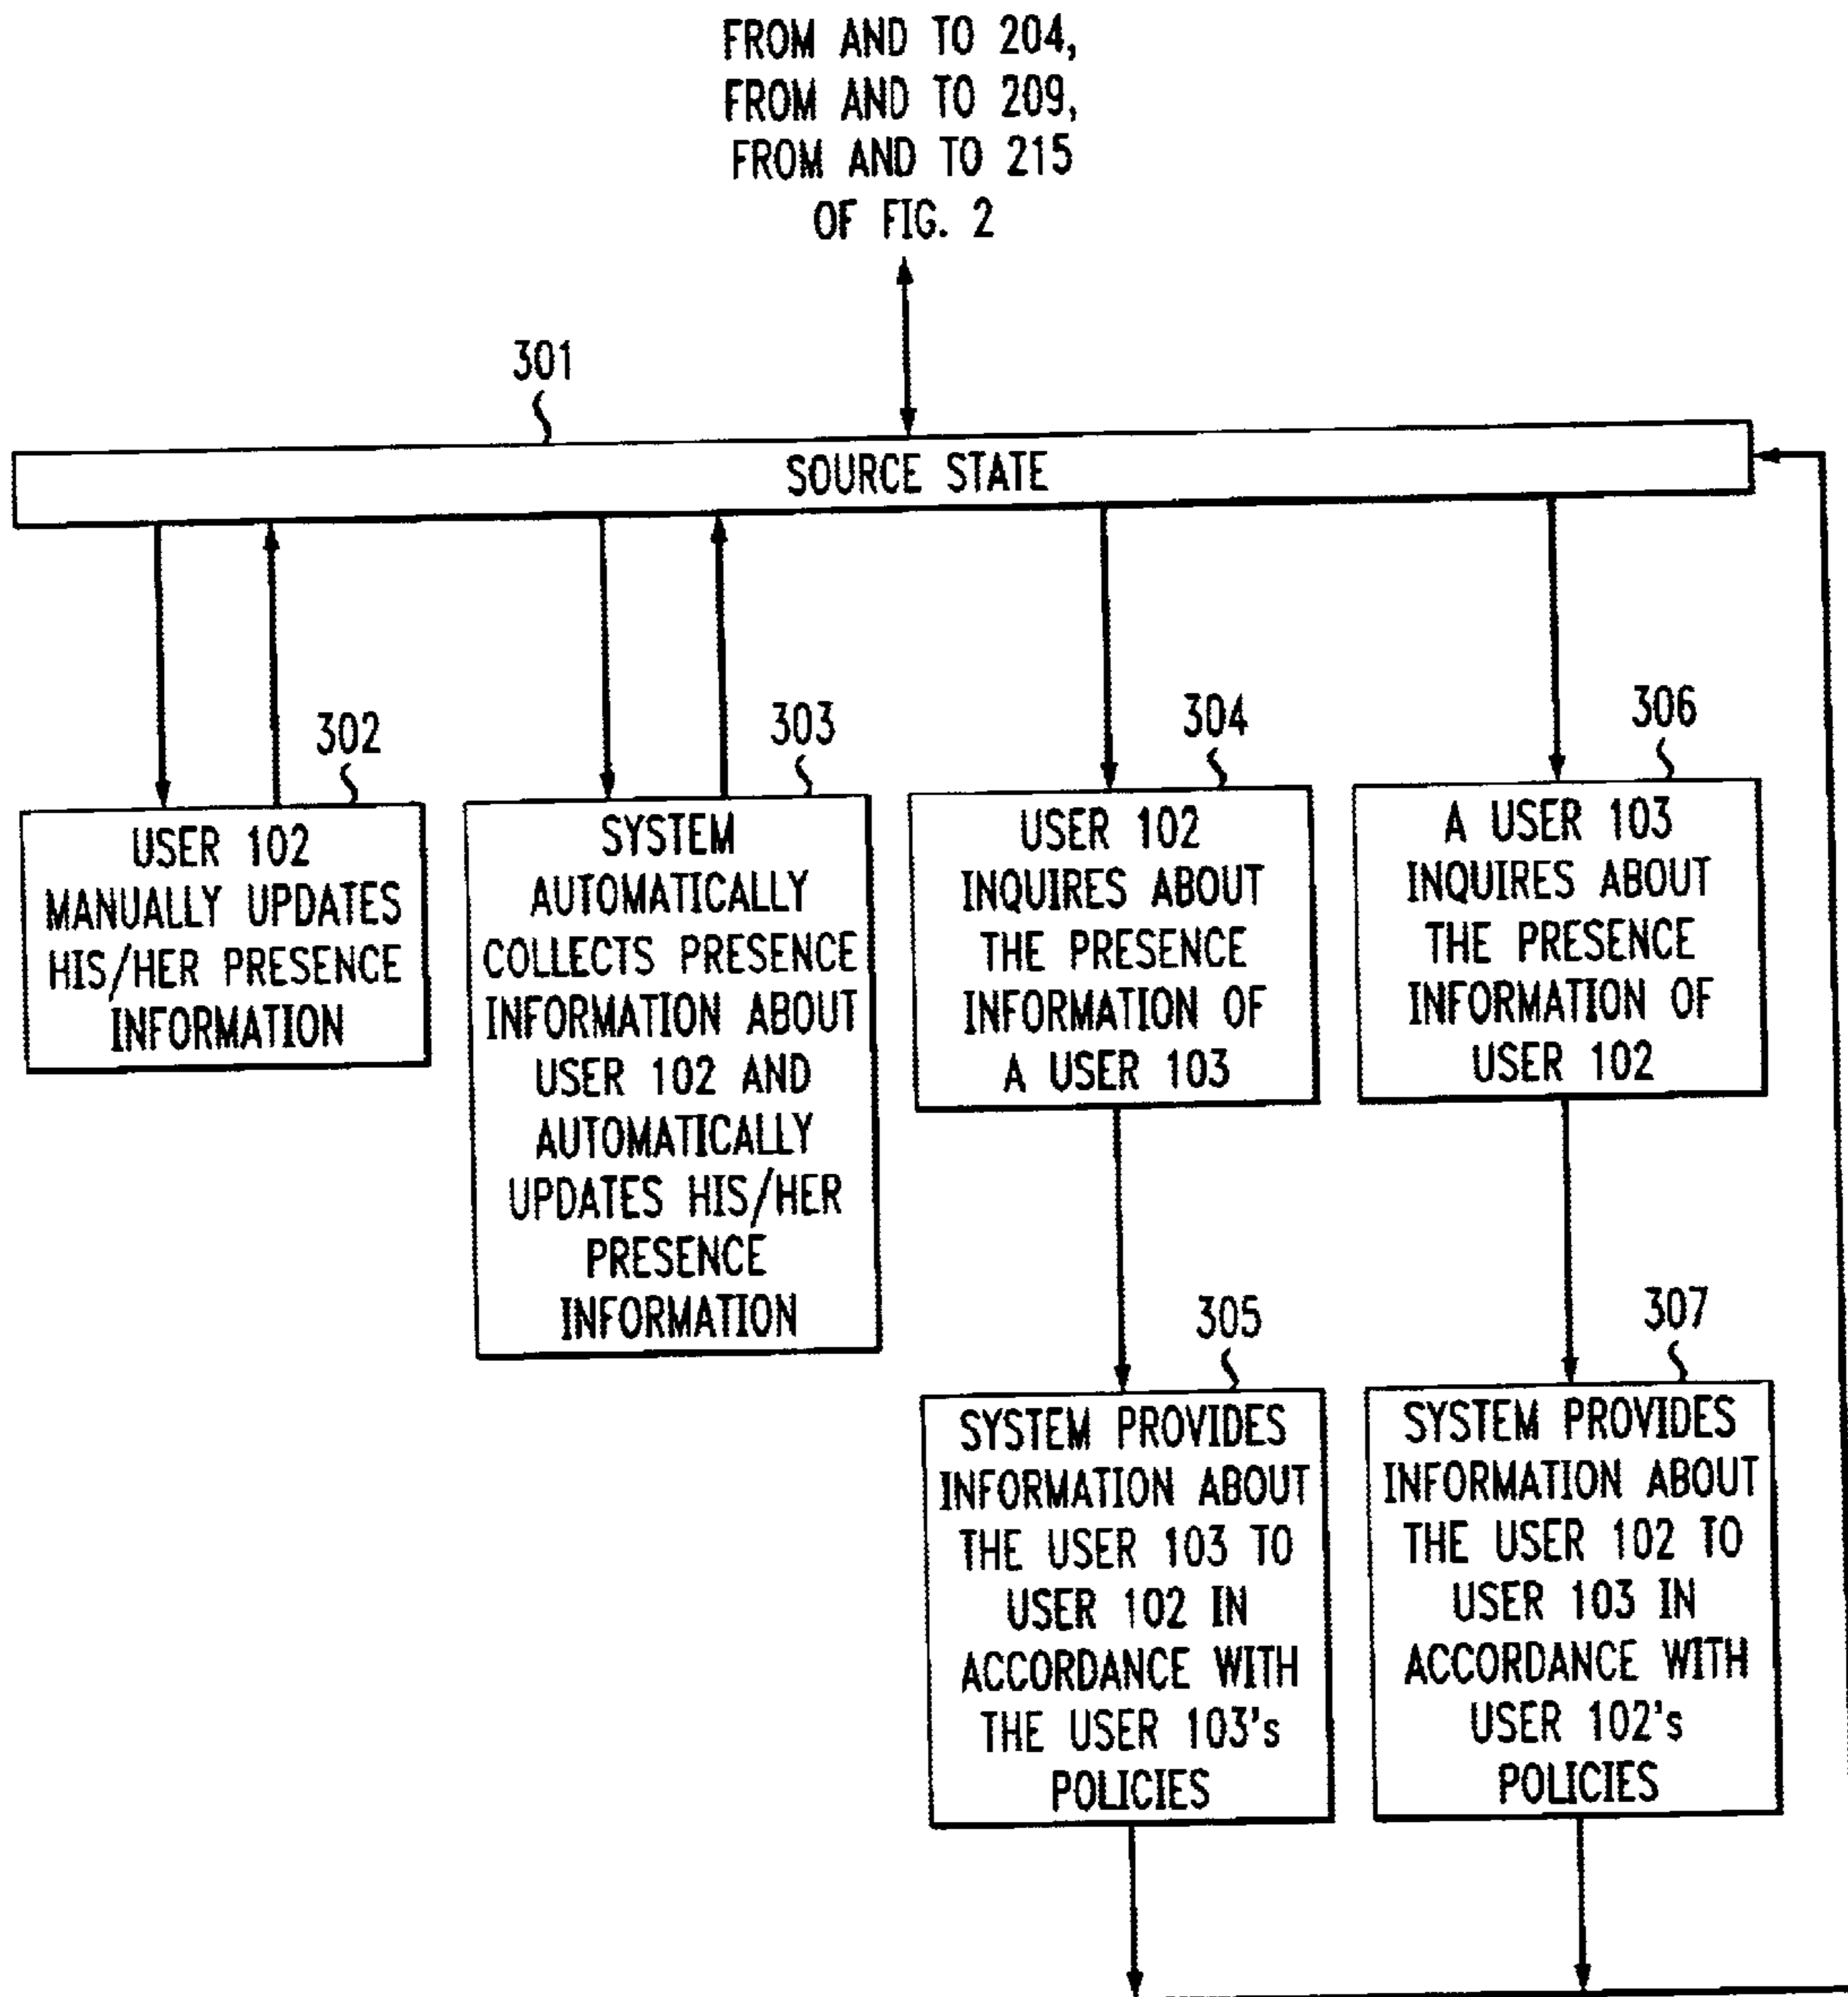 FROM AND TO 204,
FROM AND TO 209,
FROM AND TO 215
OF FIG. 2
301
SOURCE STATE
302
USER 102
MANUALLY UPDATES
HIS/HER PRESENCE
INFORMATION
303
SYSTEM
AUTOMATICALLY
COLLECTS PRESENCE
INFORMATION ABOUT
USER 102 AND
AUTOMATICALLY
UPDATES HIS/HER
PRESENCE
INFORMATION
304
USER 102
INQUIRES ABOUT
THE PRESENCE
INFORMATION OF
A USER 103
306
A USER 103
INQUIRES ABOUT
THE PRESENCE
INFORMATION OF
USER 102
305
SYSTEM PROVIDES
INFORMATION ABOUT
THE USER 103 TO
USER 102 IN
ACCORDANCE WITH
THE USER 103's
POLICIES
307
SYSTEM PROVIDES
INFORMATION ABOUT
THE USER 102 TO
USER 103 IN
ACCORDANCE WITH
USER 102's
POLICIES